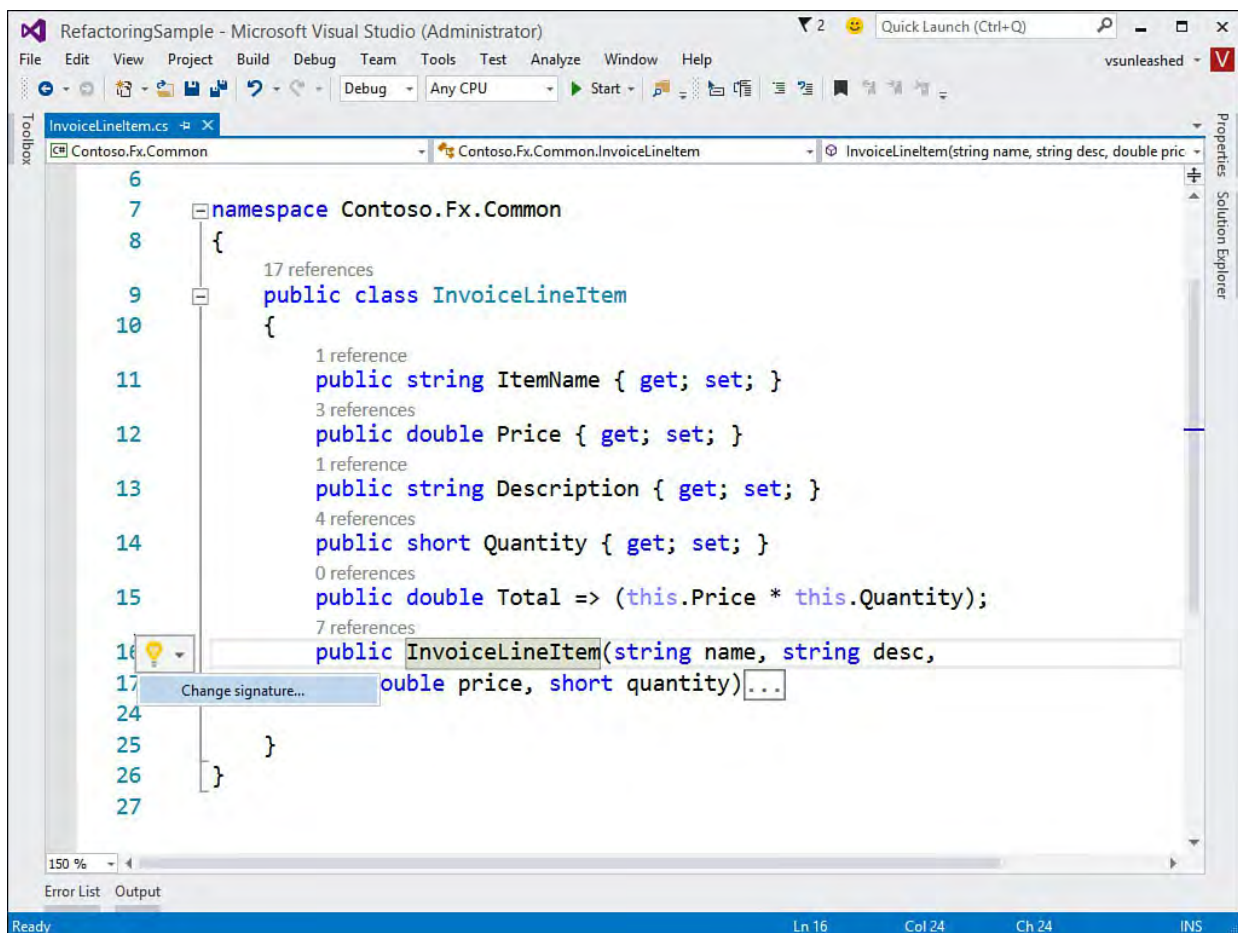 RefactoringSample - Microsoft Visual Studio (Administrator)
2
Quick Launch (Ctrl+Q)
File Edit View Project Build Debug Team Tools Test Analyze Window Help
vsunleashed
V
Debug Any CPU Start
Toolbox
InvoiceLineItem.cs
Properties
Solution Explorer
C# Contoso.Fx.Common Contoso.Fx.Common.InvoiceLineItem InvoiceLineItem(string name, string desc, double pric
6
7 namespace Contoso.Fx.Common
8 {
17 references
9 public class InvoiceLineItem
10 {
1 reference
11 public string ItemName { get; set; }
3 references
12 public double Price { get; set; }
1 reference
13 public string Description { get; set; }
4 references
14 public short Quantity { get; set; }
0 references
15 public double Total => (this.Price * this.Quantity);
7 references
16 public InvoiceLineItem(string name, string desc,
17 ouble price, short quantity)...
Change signature...
24
25 }
26 }
27
150 %
Error List Output
Ready Ln 16 Col 24 Ch 24 INS